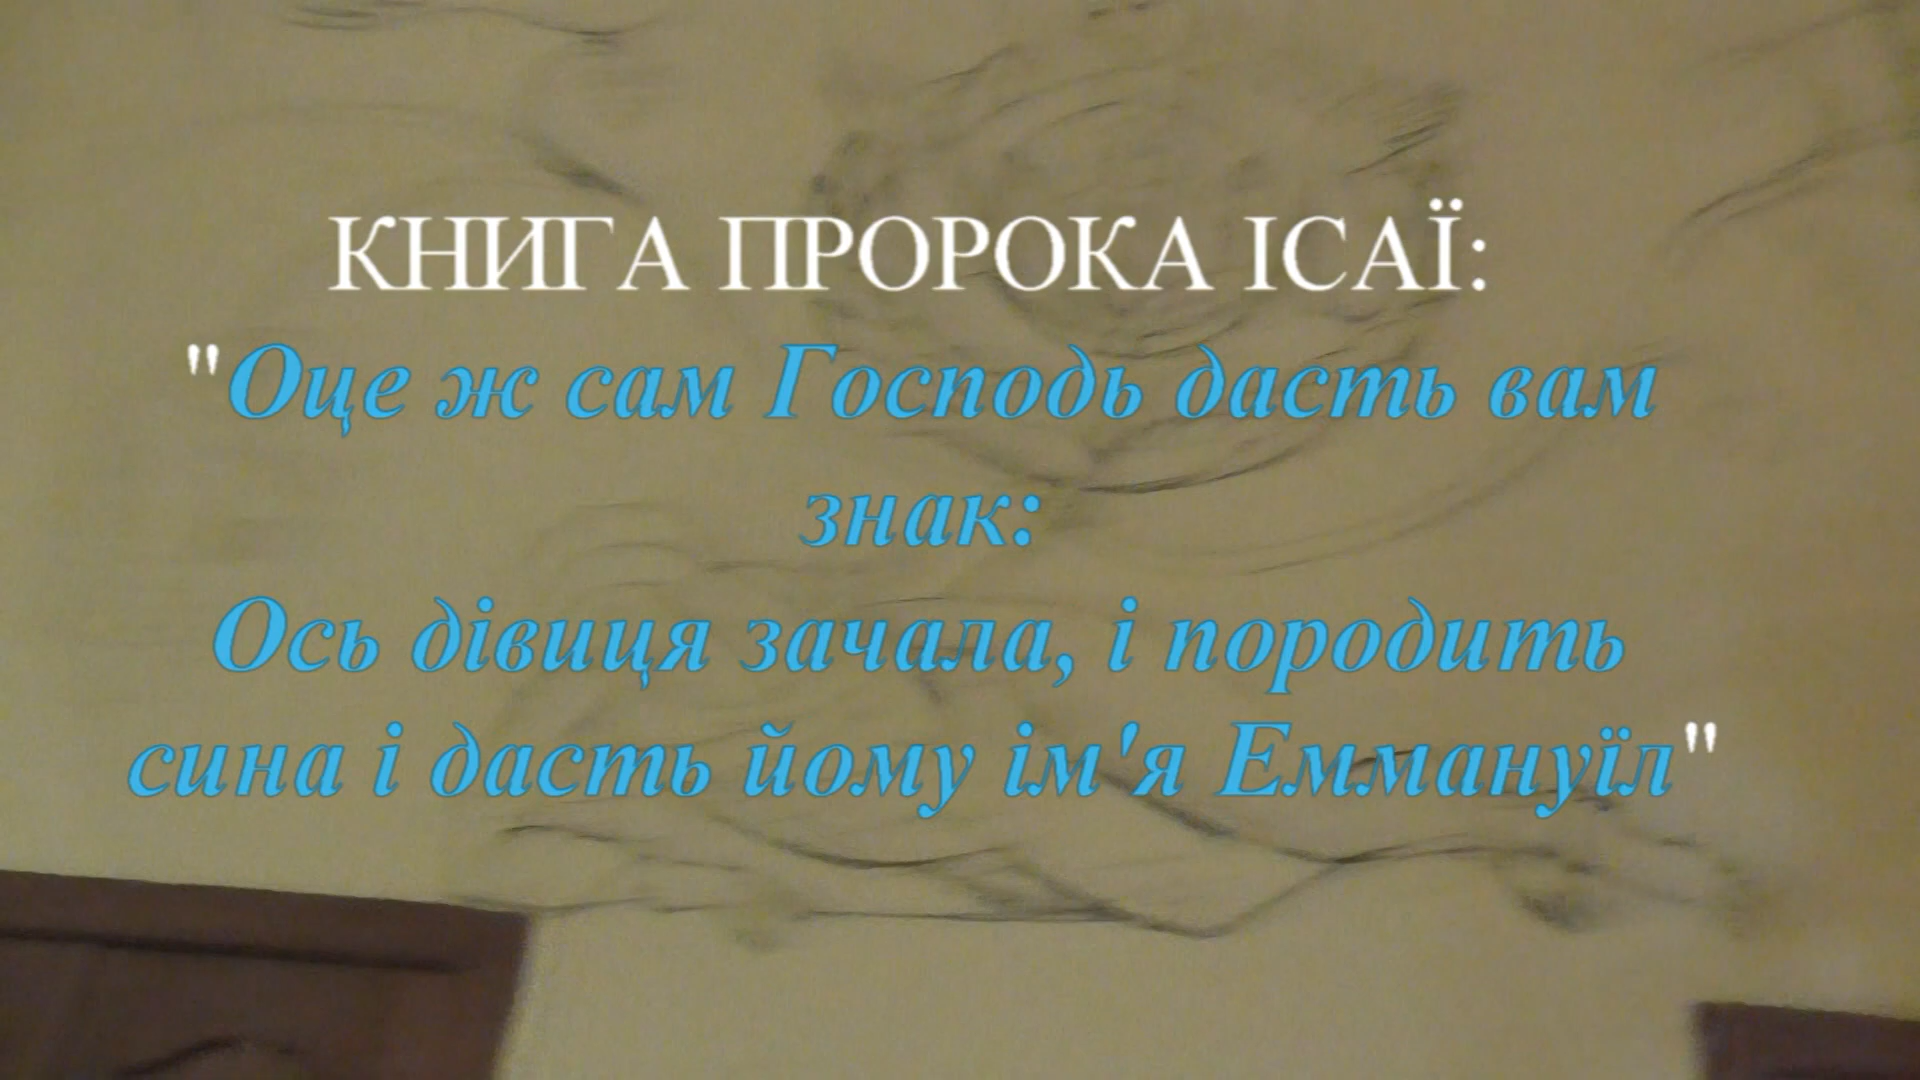 КНИГА ПРОРОКА ІСАЇ:
"Оце ж сам Господь дасть вам
знак:
Ось дівиця зачала, і породить
сина і дасть йому ім'я Еммануїл"